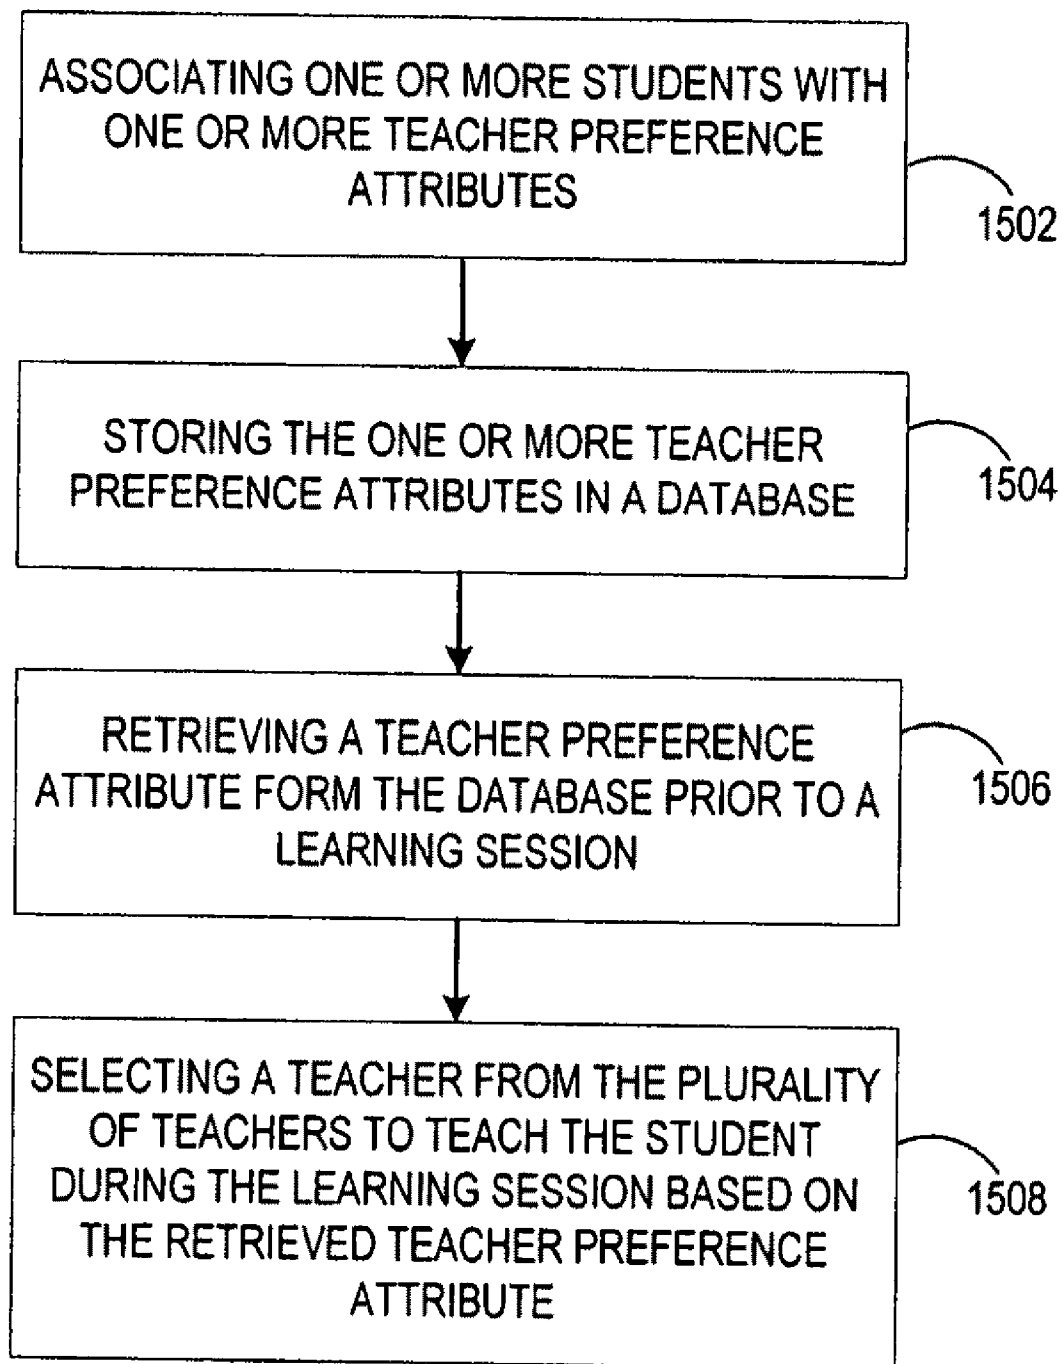 ASSOCIATING ONE OR MORE STUDENTS WITH
ONE OR MORE TEACHER PREFERENCE
ATTRIBUTES
1502
STORING THE ONE OR MORE TEACHER
PREFERENCE ATTRIBUTES IN A DATABASE
1504
RETRIEVING A TEACHER PREFERENCE
ATTRIBUTE FORM THE DATABASE PRIOR TO A
LEARNING SESSION
1506
SELECTING A TEACHER FROM THE PLURALITY
OF TEACHERS TO TEACH THE STUDENT
DURING THE LEARNING SESSION BASED ON
THE RETRIEVED TEACHER PREFERENCE
ATTRIBUTE
1508